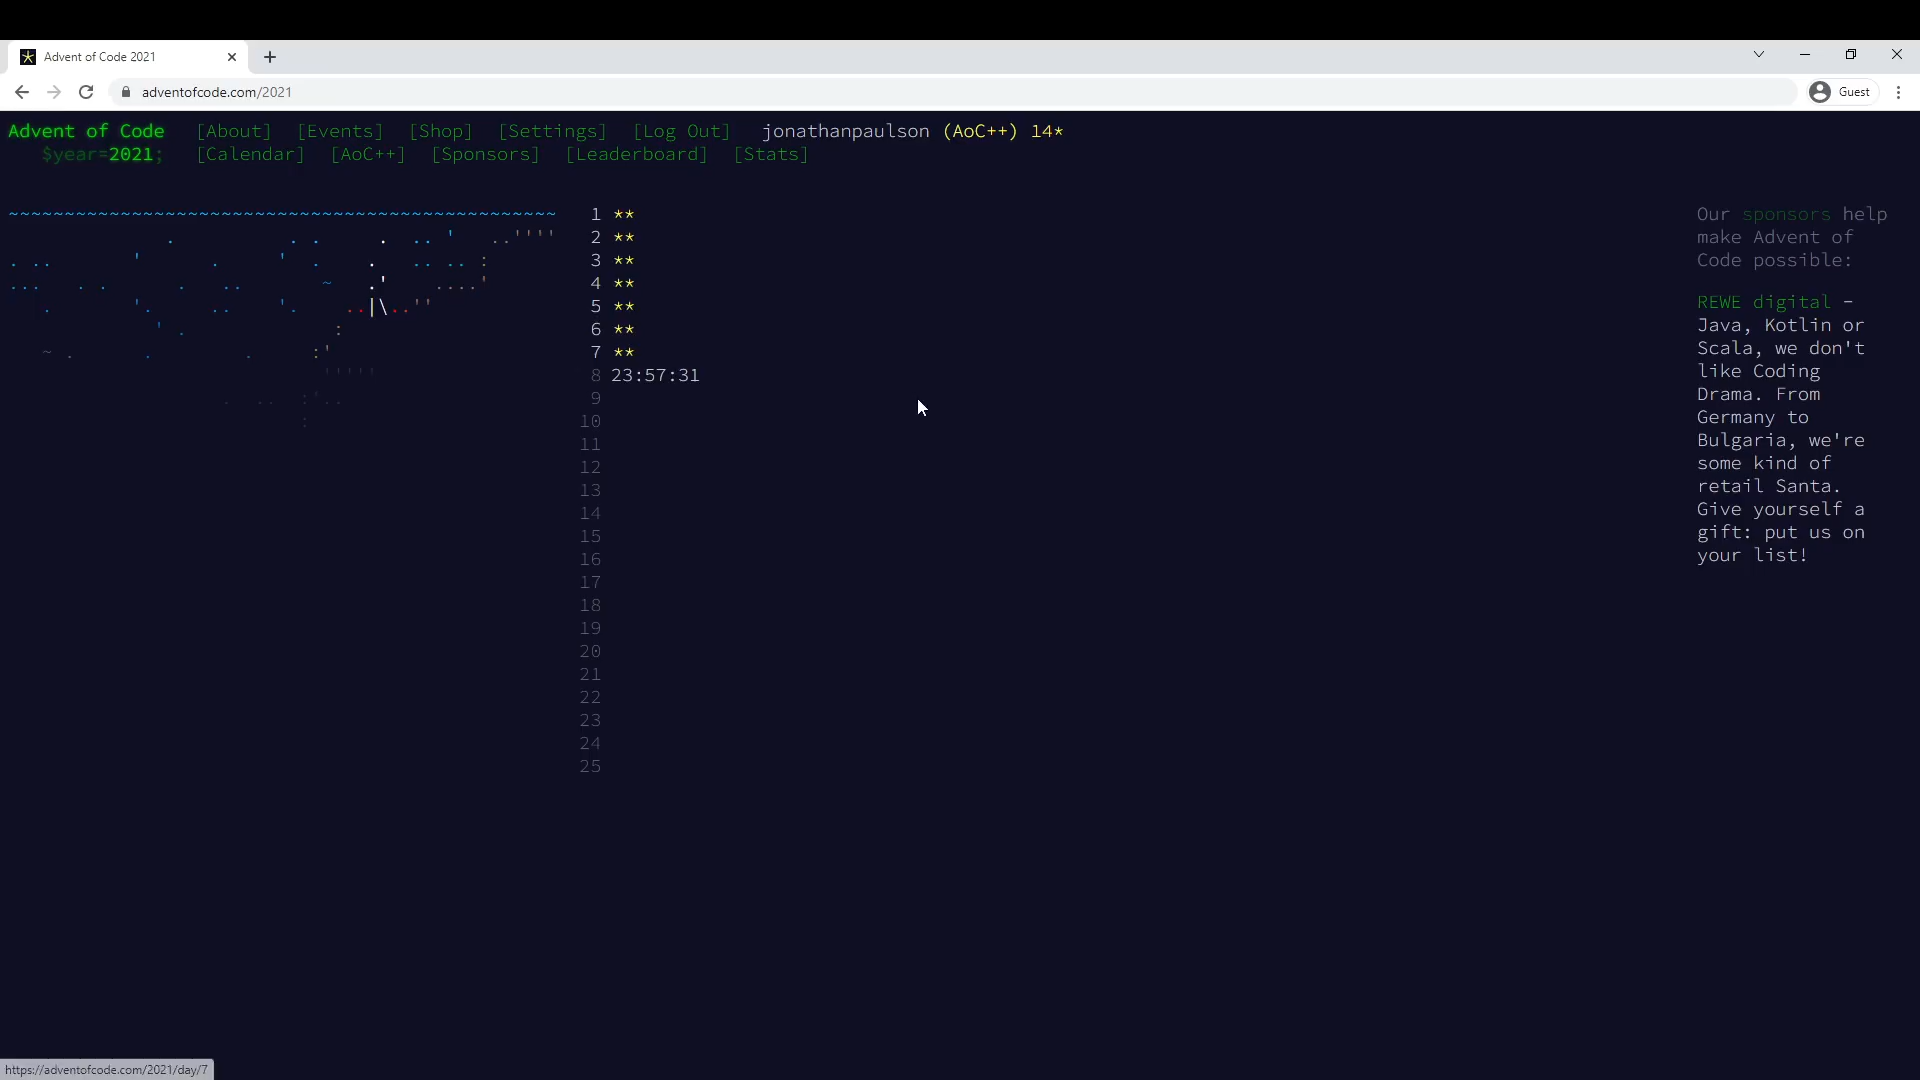 Advent of Code 2021
adventofcode.com/2021
Guest
Advent of Code [About] [Events] [Shop] [Settings] [Log Out] jonathanpaulson (AoC++) 14*
$year=2021; [Calendar] [AoC++] [Sponsors] [Leaderboard] [Stats]
1 **
2 **
3 **
4 **
5 **
6 **
7 **
8 23:57:31
9
10
11
12
13
14
15
16
17
18
19
20
21
22
23
24
25
Our sponsors help
make Advent of
Code possible:
REWE digital -
Java, Kotlin or
Scala, we don't
like Coding
Drama. From
Germany to
Bulgaria, we're
some kind of
retail Santa.
Give yourself a
gift: put us on
your list!
https://adventofcode.com/2021/day/7